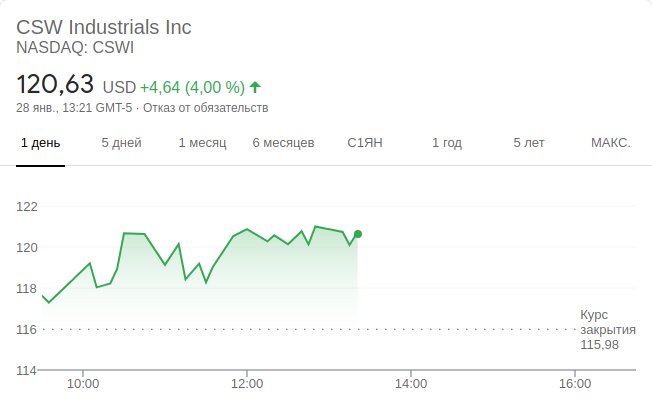 CSW Industrials Inc
NASDAQ: CSWI
120,63 USD +4,64 (4,00 %)
28 янв., 13:21 GMT-5 · Отказ от обязательств
1 день 5 дней 1 месяц 6 месяцев С1ЯН 1 год 5 лет МАКС.
122
120
118
116
114
Курс
закрытия
115,98
10:00 12:00 14:00 16:00